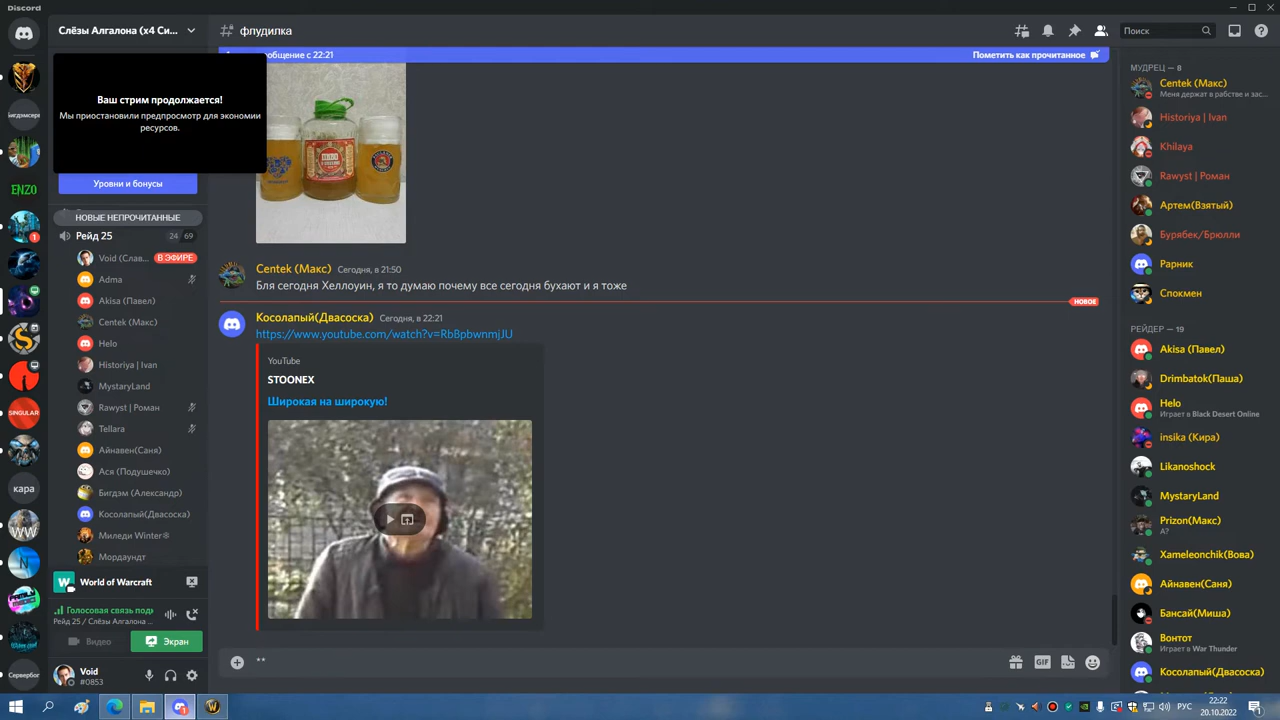 Discord
Слёзы Алгалона (x4 Си...
флудилка
Поиск
общение с 22:21
Пометить как прочитанное
Ваш стрим продолжается!
Мы приостановили предпросмотр для экономии
ресурсов.
Уровни и бонусы
НОВЫЕ НЕПРОЧИТАННЫЕ
Рейд 25
24 69
Void (Слав...
В ЭФИРЕ
Adma
Akisa (Павел)
Centek (Макс)
Helo
Historiya | Ivan
MystaryLand
Rawyst | Роман
Tellara
Айнавен(Саня)
Ася (Подушечко)
Бигдэм (Александр)
Косолапый(Двасоска)
Миледи Winter❄
Мордаундт
World of Warcraft
Голосовая связь подк
Рейд 25 / Слёзы Алгалона ...
Видео
Экран
Void
#0853
Бигдэмсерв
ENZO
1
SINGULARI
кара
WW
Сервербог
Centek (Макс) Сегодня, в 21:50
Бля сегодня Хеллоуин, я то думаю почему все сегодня бухают и я тоже
НОВОЕ
Косолапый(Двасоска) Сегодня, в 22:21
https://www.youtube.com/watch?v=RbBpbwnmjJU
YouTube
STOONEX
Широкая на широкую!
**
GIF
МУДРЕЦ — 8
Centek (Макс)
Меня держат в рабстве и зас...
Historiya | Ivan
Khilaya
Rawyst | Роман
Артем(Взятый)
Бурябек/Брюлли
Рарник
Спокмен
РЕЙДЕР — 19
Akisa (Павел)
Drimbatok(Паша)
Helo
Играет в Black Desert Online
insika (Кира)
Likanoshock
MystaryLand
Prizon(Макс)
А?
Xameleonchik(Вова)
Айнавен(Саня)
Бансай(Миша)
Вонтот
Играет в War Thunder
Косолапый(Двасоска)
РУС
22:22
20.10.2022
1